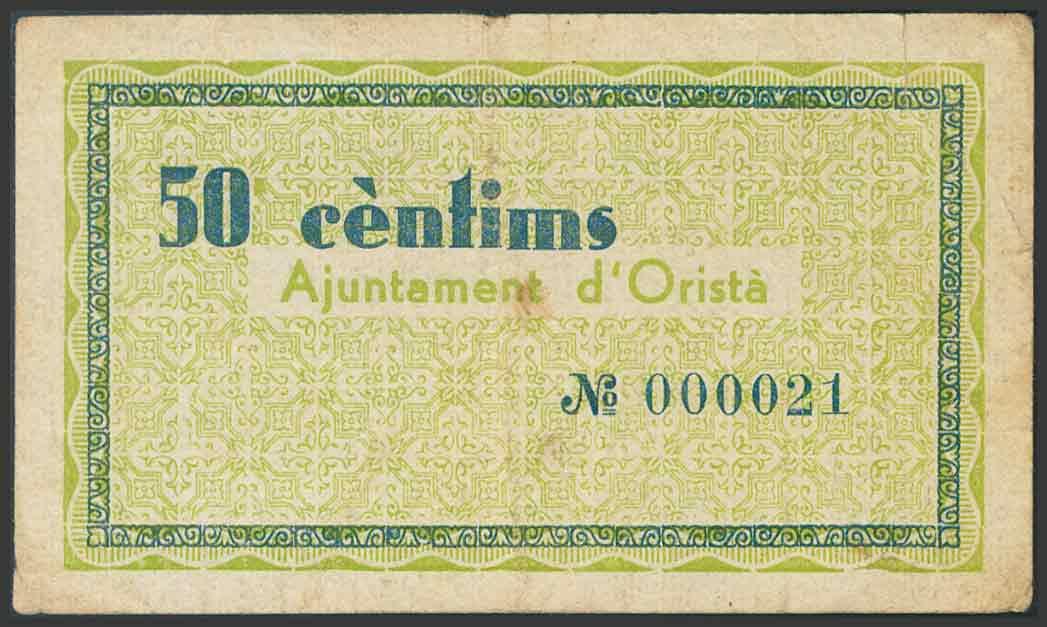 50 cèntims
Ajuntament d'Oristà
Nº 000021